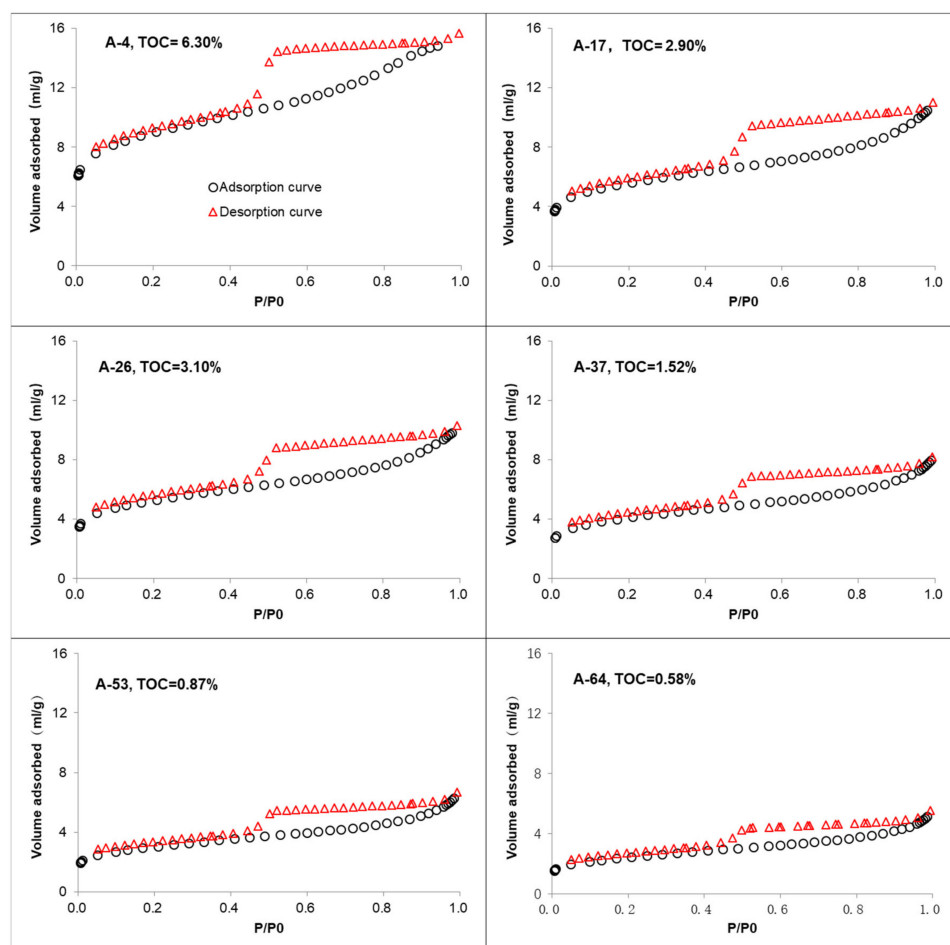 A-4, TOC= 6.30%
Volume adsorbed (ml/g)
16
12
8
4
0
Adsorption curve
Desorption curve
0.0 0.2 0.4 0.6 0.8 1.0
P/P0
A-17, TOC=2.90%
Volume adsorbed (ml/g)
16
12
8
4
0
0.0 0.2 0.4 0.6 0.8 1.0
P/P0
A-26, TOC=3.10%
Volume adsorbed (ml/g)
16
12
8
4
0
0.0 0.2 0.4 0.6 0.8 1.0
P/P0
A-37, TOC=1.52%
Volume adsorbed (ml/g)
16
12
8
4
0
0.0 0.2 0.4 0.6 0.8 1.0
P/P0
A-53, TOC=0.87%
Volume adsorbed (ml/g)
16
12
8
4
0
0.0 0.2 0.4 0.6 0.8 1.0
P/P0
A-64, TOC=0.58%
Volume adsorbed (ml/g)
16
12
8
4
0
0.0 0.2 0.4 0.6 0.8 1.0
P/P0